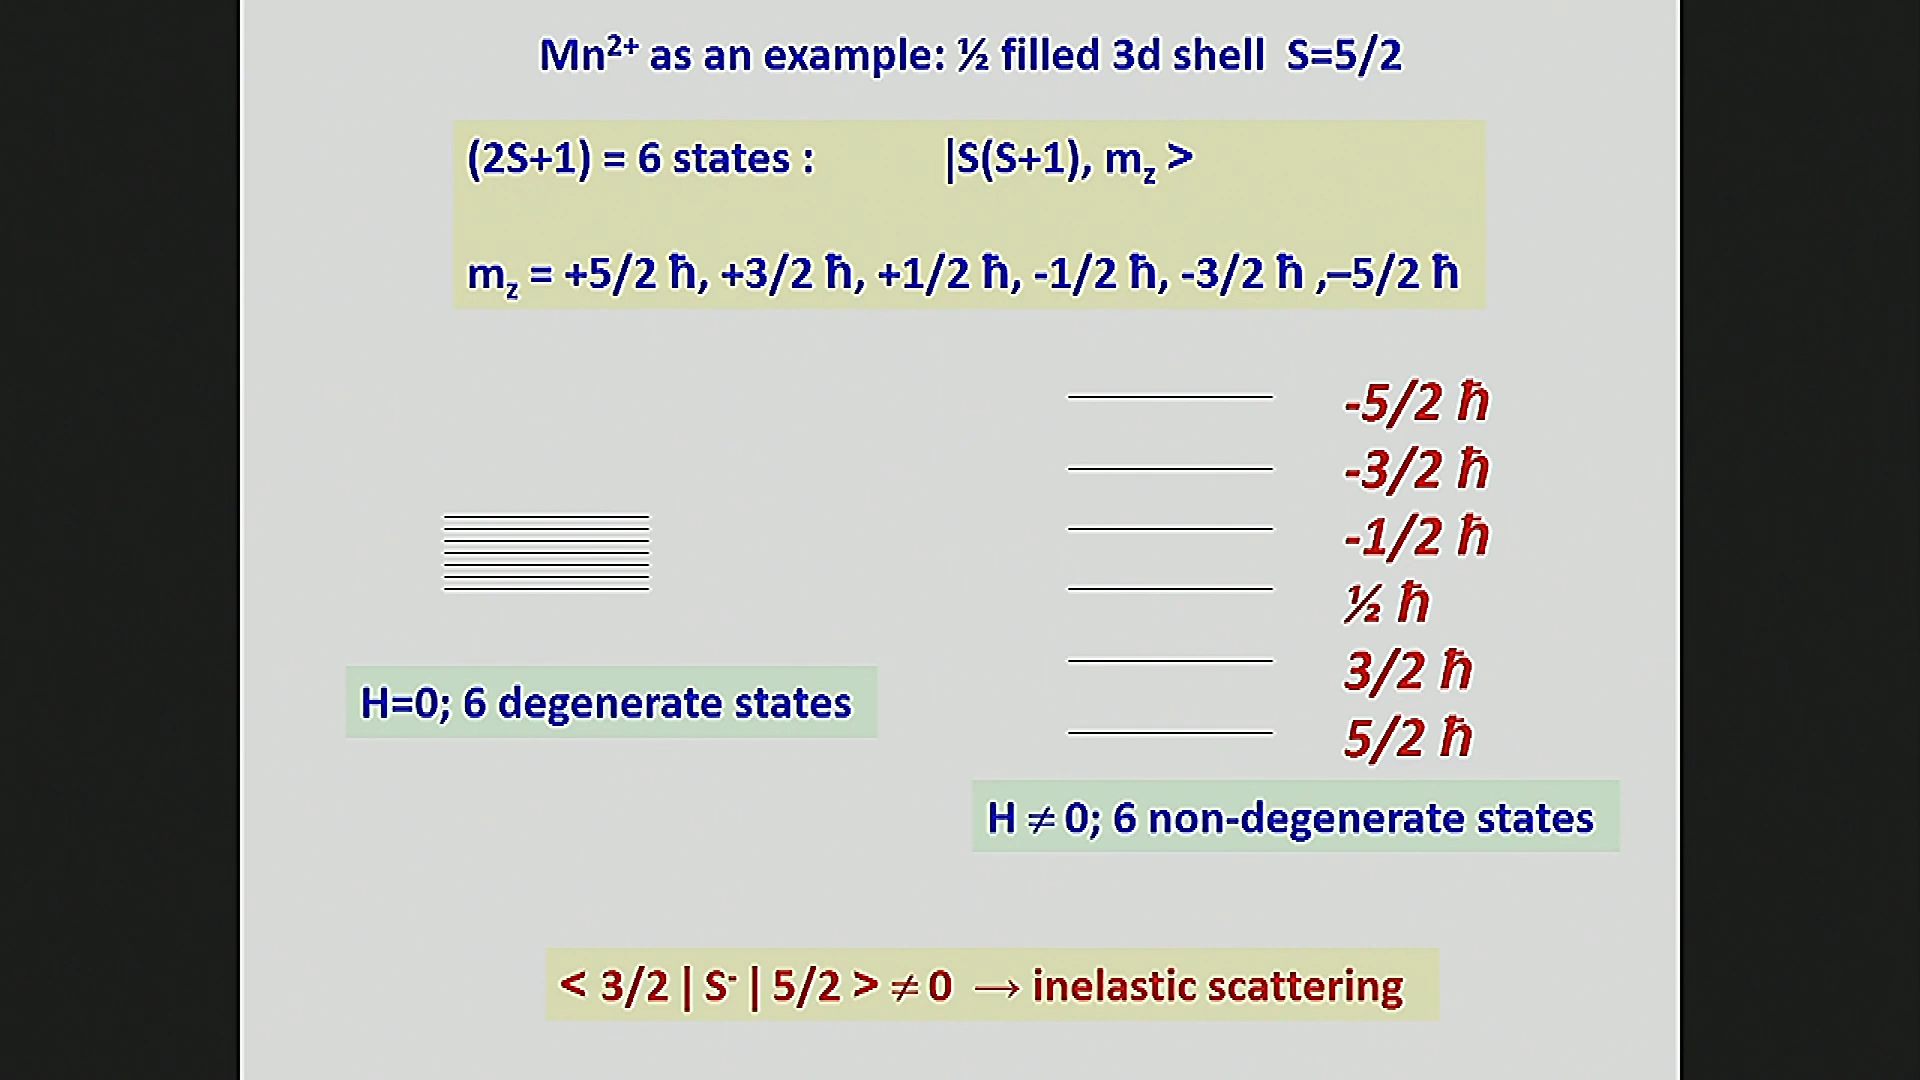 Mn²⁺ as an example: ½ filled 3d shell S=5/2
(2S+1) = 6 states : |S(S+1), m_z >
m_z = +5/2 ħ, +3/2 ħ, +1/2 ħ, -1/2 ħ, -3/2 ħ ,–5/2 ħ
-5/2 ħ
-3/2 ħ
-1/2 ħ
½ ħ
3/2 ħ
5/2 ħ
H=0; 6 degenerate states
H ≠ 0; 6 non-degenerate states
< 3/2 | S⁻ | 5/2 > ≠ 0 → inelastic scattering